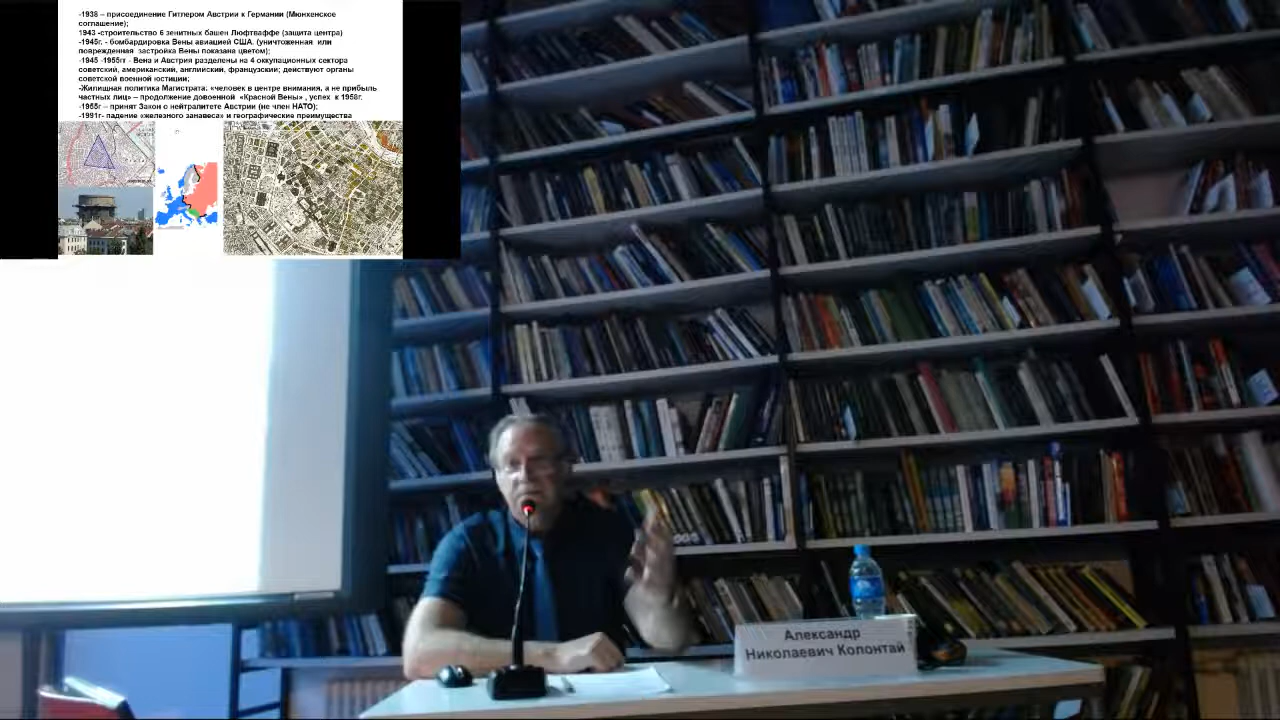 -1938 – присоединение Гитлером Австрии к Германии (Мюнхенское
соглашение);
1943 -строительство 6 зенитных башен Люфтваффе (защита центра)
-1945г. - бомбардировка Вены авиацией США. (уничтоженная или
поврежденная застройка Вены показана цветом);
-1945 -1955гг - Вена и Австрия разделены на 4 оккупационных сектора
советский, американский, английский, французский; действуют органы
советской военной юстиции;
-Жилищная политика Магистрата: «человек в центре внимания, а не прибыль
частных лиц» – продолжение довоенной «Красной Вены» , успех к 1958г.
-1955г – принят Закон о нейтралитете Австрии (не член НАТО);
-1991г- падение «железного занавеса» и географические преимущества
Александр
Николаевич Колонтай